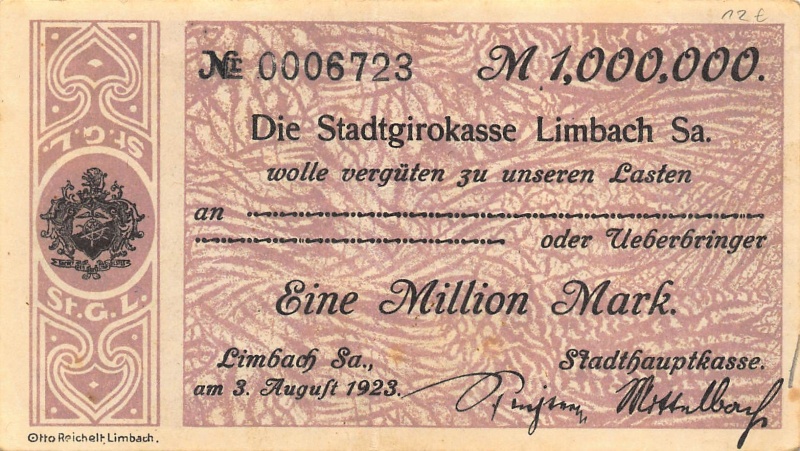 12 €
№ 0006723 M 1,000,000.
Die Stadtgirokasse Limbach Sa.
wolle vergüten zu unseren Lasten
an
oder Ueberbringer
Eine Million Mark.
Limbach Sa., Stadthauptkasse.
am 3. August 1923.
Mittelbach
St.G.L.
St.G.L.
Otto Reichelt, Limbach.